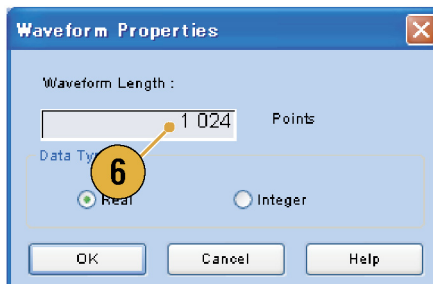 Waveform Properties
Waveform Length :
1 024 Points
Data Ty
6
Real Integer
OK Cancel Help